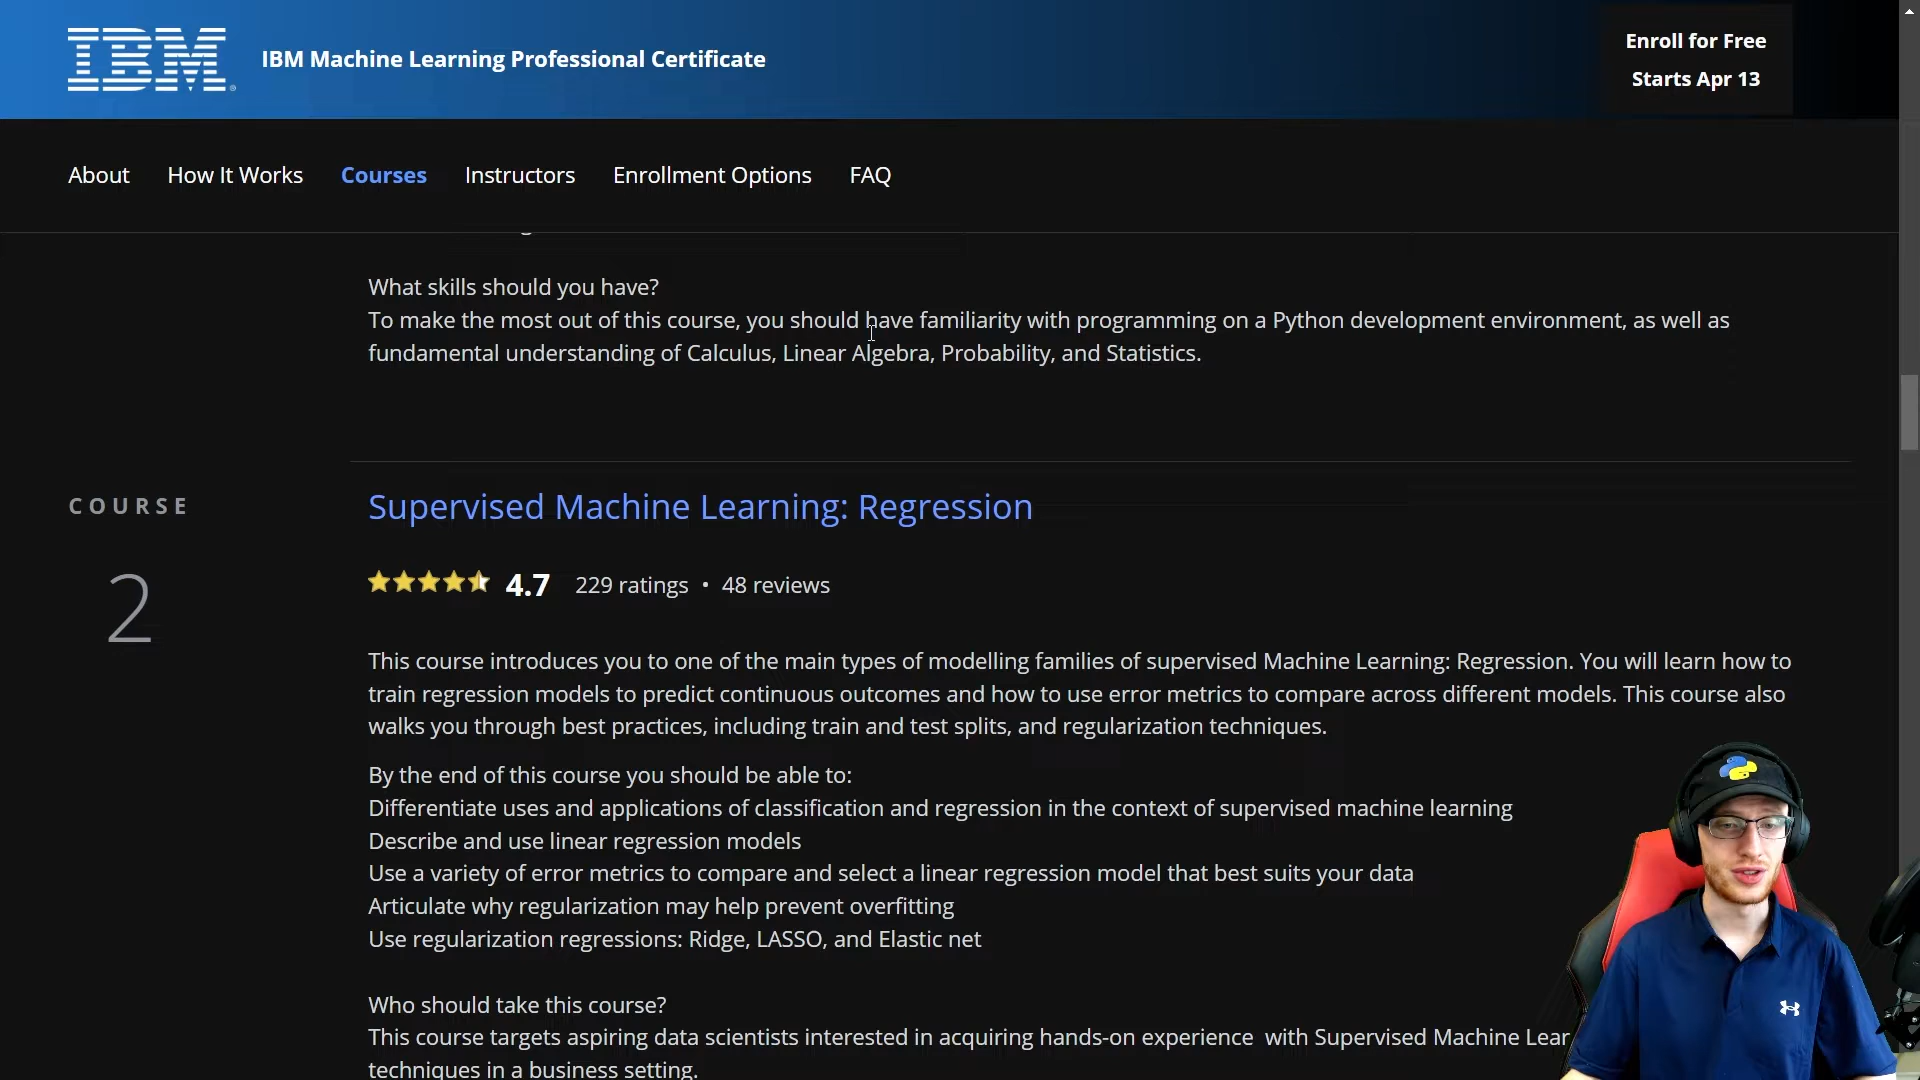 IBM
IBM Machine Learning Professional Certificate
Enroll for Free
Starts Apr 13
About
How It Works
Courses
Instructors
Enrollment Options
FAQ
What skills should you have?
To make the most out of this course, you should have familiarity with programming on a Python development environment, as well as
fundamental understanding of Calculus, Linear Algebra, Probability, and Statistics.
COURSE
2
Supervised Machine Learning: Regression
4.7 229 ratings • 48 reviews
This course introduces you to one of the main types of modelling families of supervised Machine Learning: Regression. You will learn how to
train regression models to predict continuous outcomes and how to use error metrics to compare across different models. This course also
walks you through best practices, including train and test splits, and regularization techniques.
By the end of this course you should be able to:
Differentiate uses and applications of classification and regression in the context of supervised machine learning
Describe and use linear regression models
Use a variety of error metrics to compare and select a linear regression model that best suits your data
Articulate why regularization may help prevent overfitting
Use regularization regressions: Ridge, LASSO, and Elastic net
Who should take this course?
This course targets aspiring data scientists interested in acquiring hands-on experience with Supervised Machine Lear
techniques in a business setting.